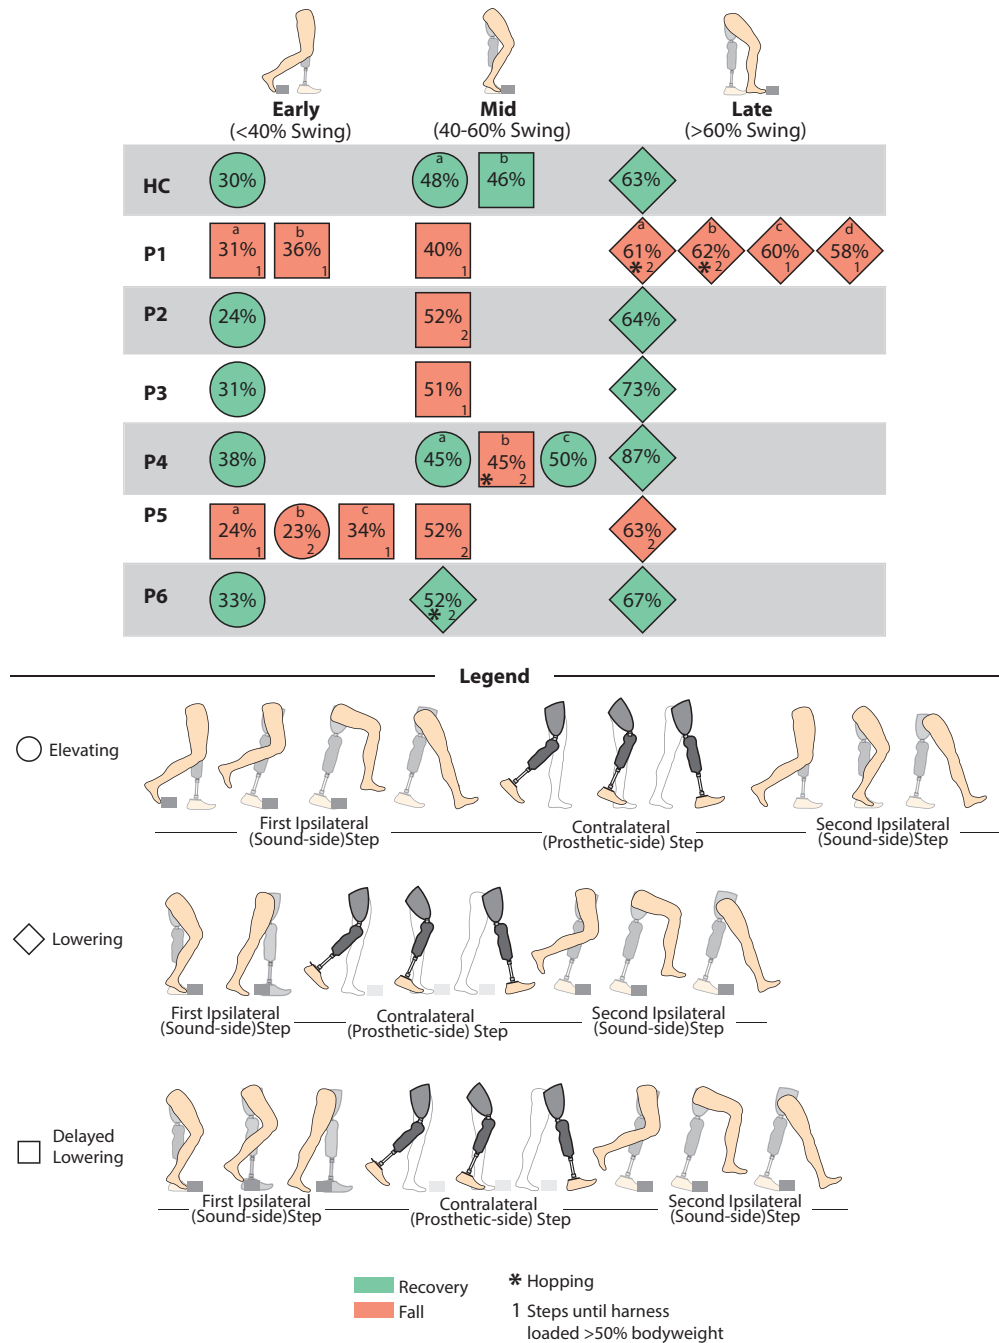 Early
(<40% Swing)
Mid
(40-60% Swing)
Late
(>60% Swing)
HC
30%
a
48%
b
46%
63%
P1
a
31%
1
b
36%
1
40%
1
a
61%
* 2
b
62%
* 2
c
60%
1
d
58%
1
P2
24%
52%
2
64%
P3
31%
51%
1
73%
P4
38%
a
45%
b
45%
* 2
c
50%
87%
P5
a
24%
1
b
23%
2
c
34%
1
52%
2
63%
2
P6
33%
52%
* 2
67%
Legend
Elevating
First Ipsilateral
(Sound-side)Step
Contralateral
(Prosthetic-side) Step
Second Ipsilateral
(Sound-side)Step
Lowering
First Ipsilateral
(Sound-side)Step
Contralateral
(Prosthetic-side) Step
Second Ipsilateral
(Sound-side)Step
Delayed
Lowering
First Ipsilateral
(Sound-side)Step
Contralateral
(Prosthetic-side) Step
Second Ipsilateral
(Sound-side)Step
Recovery
Fall
* Hopping
1 Steps until harness
loaded >50% bodyweight